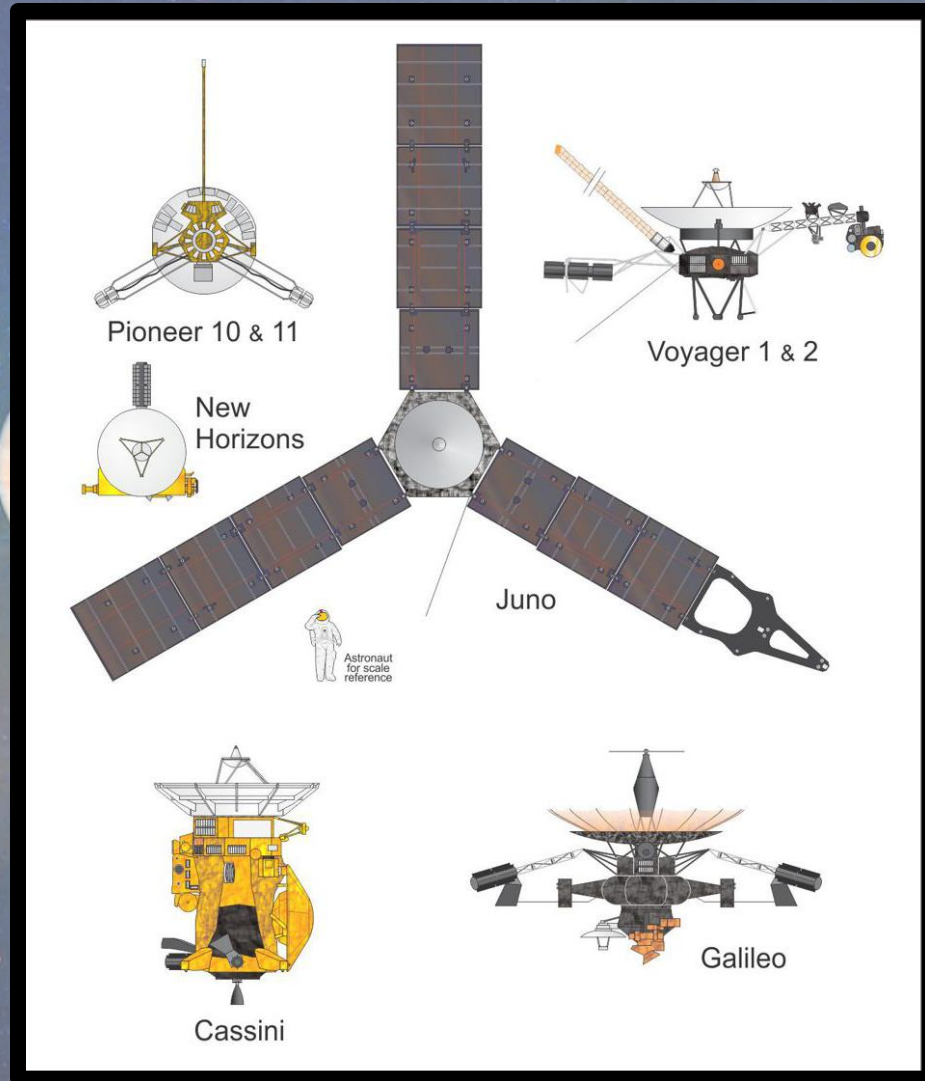 Pioneer 10 & 11
Voyager 1 & 2
New
Horizons
Juno
Astronaut
for scale
reference
Cassini
Galileo